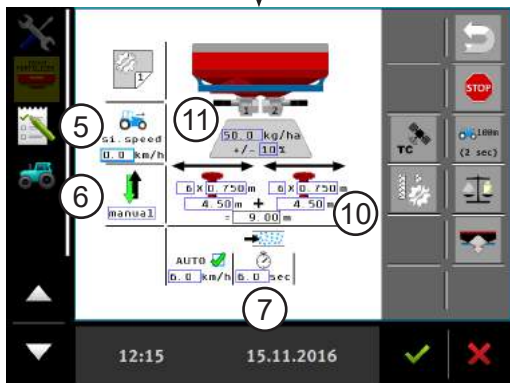 1
5
si.speed
0.0 km/h
6
manual
11
1 2
50.0 kg/ha
+/- 10%
6 X 0.750 m 6 X 0.750 m
4.50 m + 4.50 m
= 9.00 m
10
AUTO
6.0 km/h 6.0 sec
7
STOP
TC
100m
(2 sec)
12:15 15.11.2016